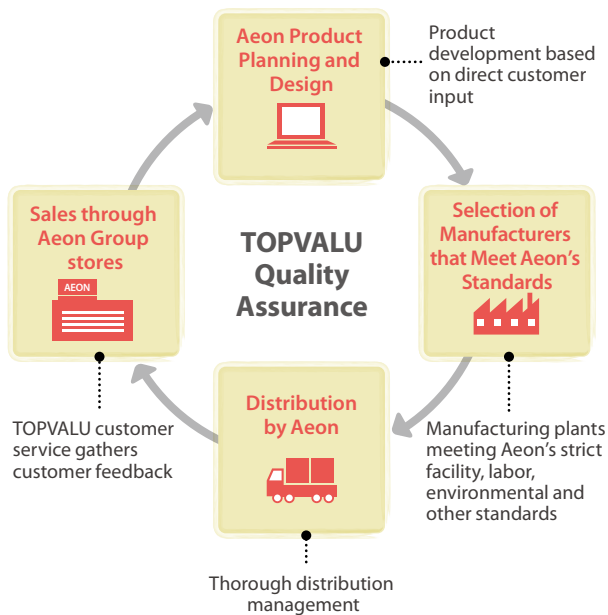 Aeon Product
Planning and
Design
Product
development based
on direct customer
input
Selection of
Manufacturers
that Meet Aeon's
Standards
Manufacturing plants
meeting Aeon's strict
facility, labor,
environmental and
other standards
Distribution
by Aeon
Thorough distribution
management
Sales through
Aeon Group
stores
AEON
TOPVALU customer
service gathers
customer feedback
TOPVALU
Quality
Assurance